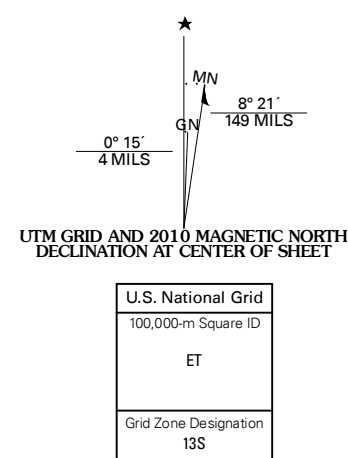 ★
MN
8° 21´
149 MILS
GN
0° 15´
4 MILS
UTM GRID AND 2010 MAGNETIC NORTH
DECLINATION AT CENTER OF SHEET
U.S. National Grid
100,000-m Square ID
ET
Grid Zone Designation
13S